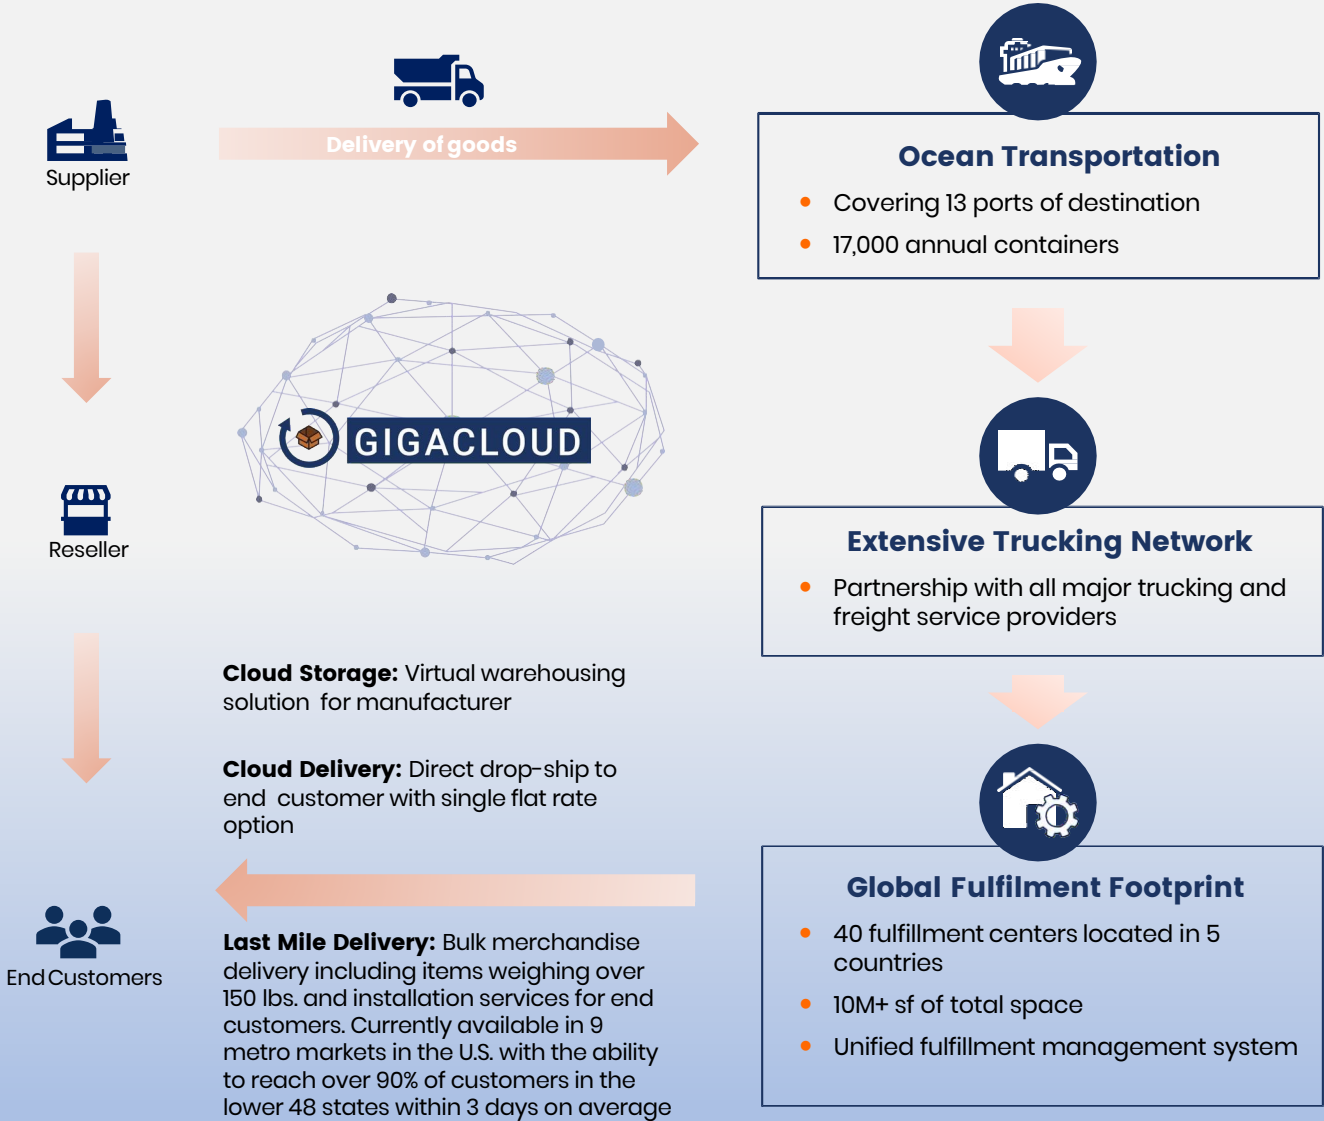 Supplier
Delivery of goods
Ocean Transportation
Covering 13 ports of destination
17,000 annual containers
GIGACLOUD
Reseller
Extensive Trucking Network
Partnership with all major trucking and
freight service providers
Cloud Storage: Virtual warehousing
solution for manufacturer
Cloud Delivery: Direct drop-ship to
end customer with single flat rate
option
End Customers
Last Mile Delivery: Bulk merchandise
delivery including items weighing over
150 lbs. and installation services for end
customers. Currently available in 9
metro markets in the U.S. with the ability
to reach over 90% of customers in the
lower 48 states within 3 days on average
Global Fulfilment Footprint
40 fulfillment centers located in 5
countries
10M+ sf of total space
Unified fulfillment management system